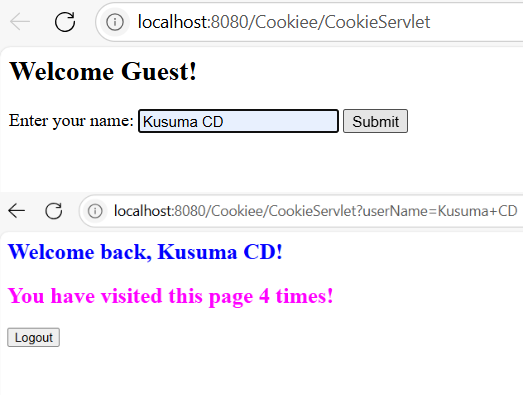 localhost:8080/Cookiee/CookieServlet
Welcome Guest!
Enter your name: Kusuma CD Submit
localhost:8080/Cookiee/CookieServlet?userName=Kusuma+CD
Welcome back, Kusuma CD!
You have visited this page 4 times!
Logout